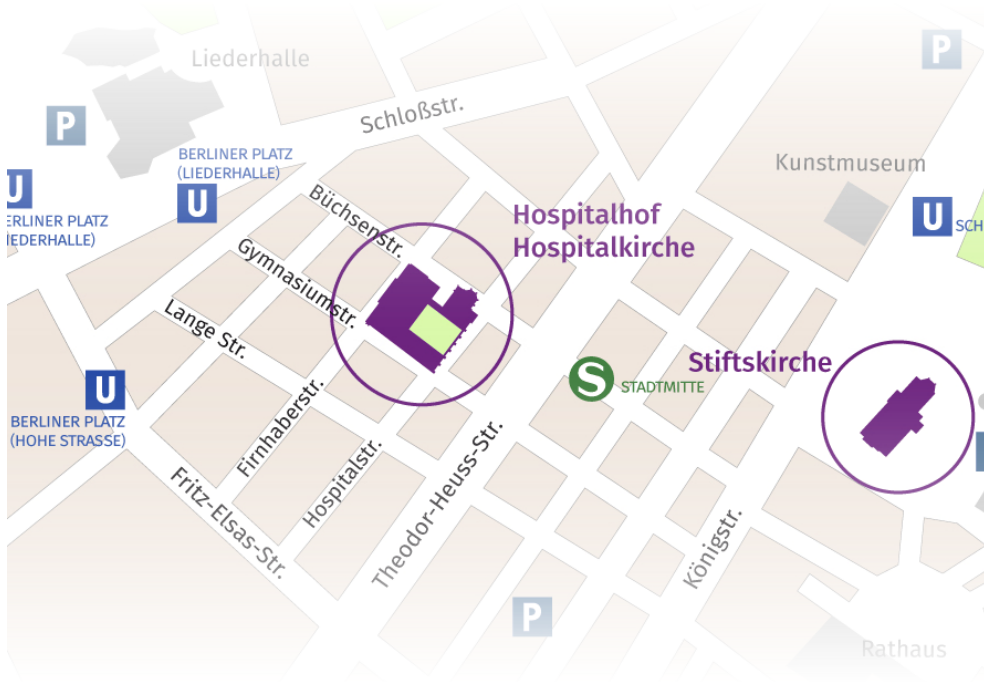 Liederhalle
P
P
Schloßstr.
BERLINER PLATZ
(LIEDERHALLE)
U
U
ERLINER PLATZ
IEDERHALLE)
Kunstmuseum
U
SCH
Büchsenstr.
Hospitalhof
Hospitalkirche
Gymnasiumstr.
Lange Str.
Stiftskirche
S
STADTMITTE
U
BERLINER PLATZ
(HOHE STRASSE)
Firnhaberstr.
Hospitalstr.
Fritz-Elsas-Str.
Theodor-Heuss-Str.
Königstr.
P
Rathaus